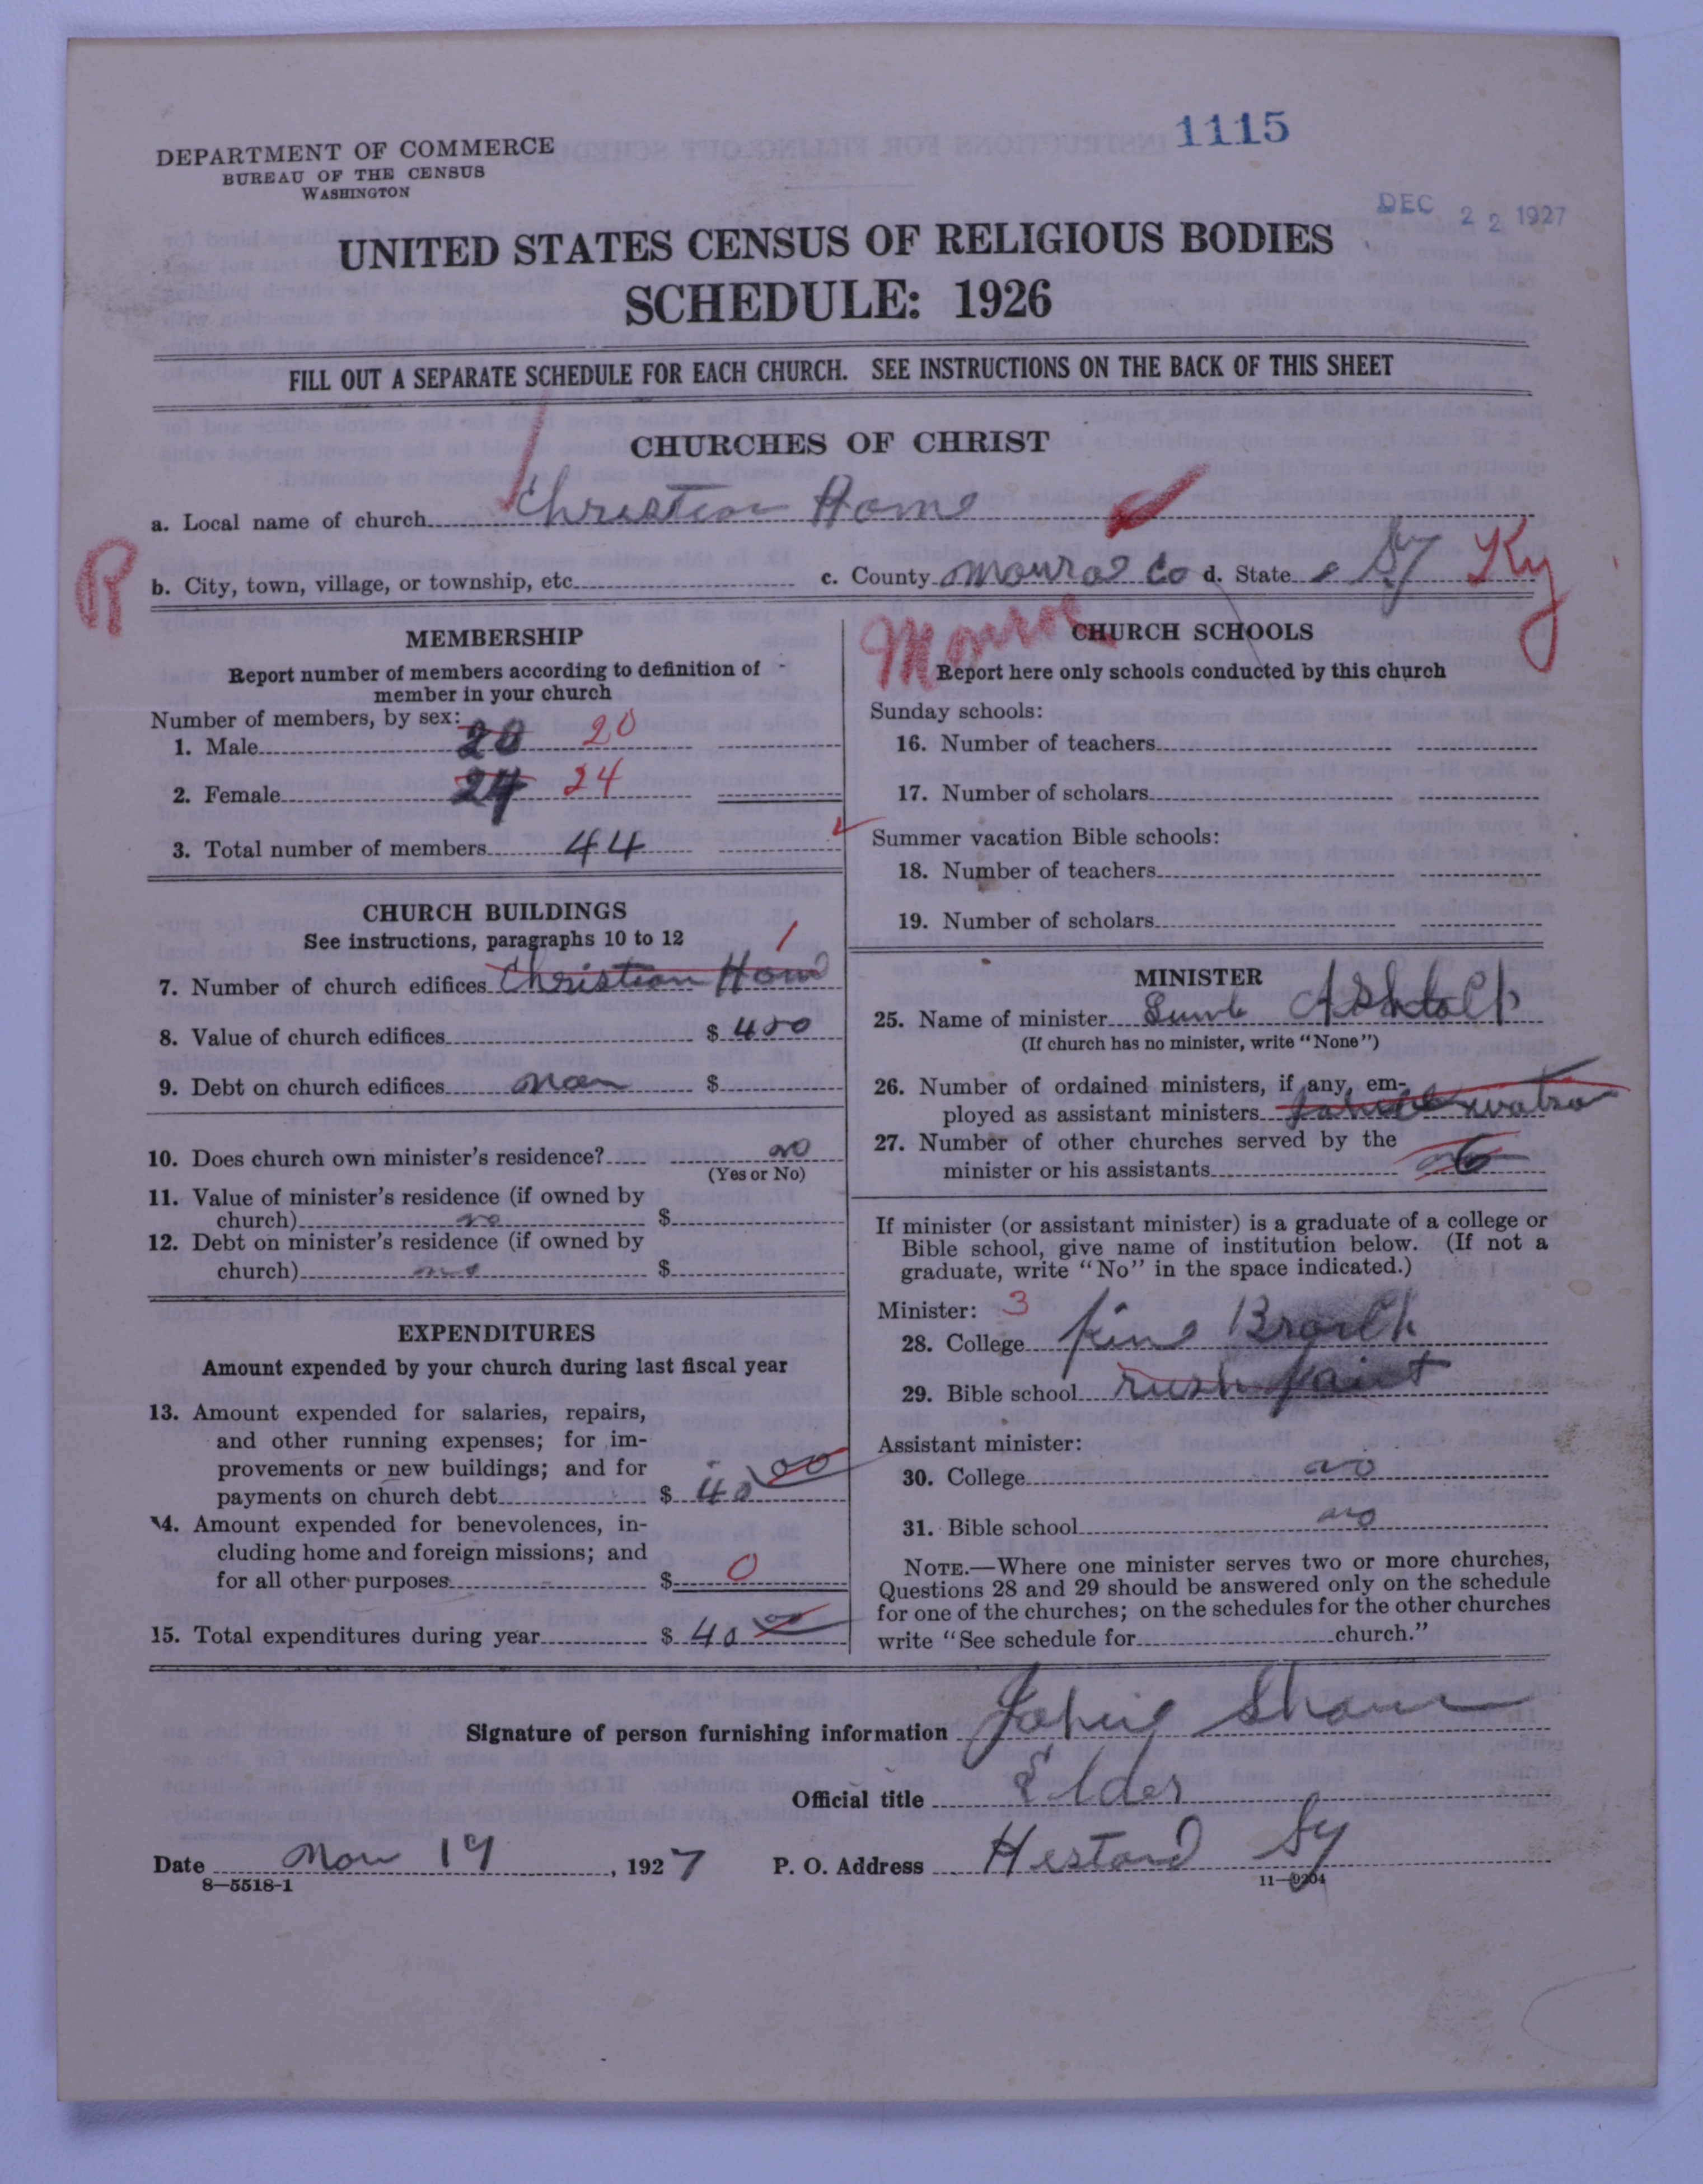 1115
DEPARTMENT OF COMMERCE
BUREAU OF THE CENSUS
WASHINGTON
DEC 22 1927
UNITED STATES CENSUS OF RELIGIOUS BODIES
SCHEDULE: 1926
FILL OUT A SEPARATE SCHEDULE FOR EACH CHURCH. SEE INSTRUCTIONS ON THE BACK OF THIS SHEET
CHURCHES OF CHRIST
a. Local name of church Christian Home
R
b. City, town, village, or township, etc. c. County Monroe Co d. State Ky Ky
Monroe
MEMBERSHIP
Report number of members according to definition of
member in your church
Number of members, by sex:
1. Male 20 20
2. Female 24 24
3. Total number of members 44
CHURCH BUILDINGS
See instructions, paragraphs 10 to 12
1
7. Number of church edifices Christian Home
8. Value of church edifices $ 400
9. Debt on church edifices $
10. Does church own minister's residence? no
(Yes or No)
11. Value of minister's residence (if owned by
church) no $
12. Debt on minister's residence (if owned by
church) no $
EXPENDITURES
Amount expended by your church during last fiscal year
13. Amount expended for salaries, repairs,
and other running expenses; for im-
provements or new buildings; and for
payments on church debt $ 40 00
14. Amount expended for benevolences, in-
cluding home and foreign missions; and
for all other purposes $ 0
15. Total expenditures during year $ 40 00
CHURCH SCHOOLS
Report here only schools conducted by this church
Sunday schools:
16. Number of teachers
17. Number of scholars
Summer vacation Bible schools:
18. Number of teachers
19. Number of scholars
MINISTER
25. Name of minister
(If church has no minister, write "None")
26. Number of ordained ministers, if any, em-
ployed as assistant ministers
27. Number of other churches served by the
minister or his assistants
If minister (or assistant minister) is a graduate of a college or
Bible school, give name of institution below. (If not a
graduate, write "No" in the space indicated.)
Minister: 3
28. College
29. Bible school rush
Assistant minister:
30. College no
31. Bible school no
NOTE.—Where one minister serves two or more churches,
Questions 28 and 29 should be answered only on the schedule
for one of the churches; on the schedules for the other churches
write "See schedule for church."
Signature of person furnishing information Shaw
Official title Elder
Date Nov 19, 1927 P. O. Address Hestand Ky
8—5518-1
11—9204